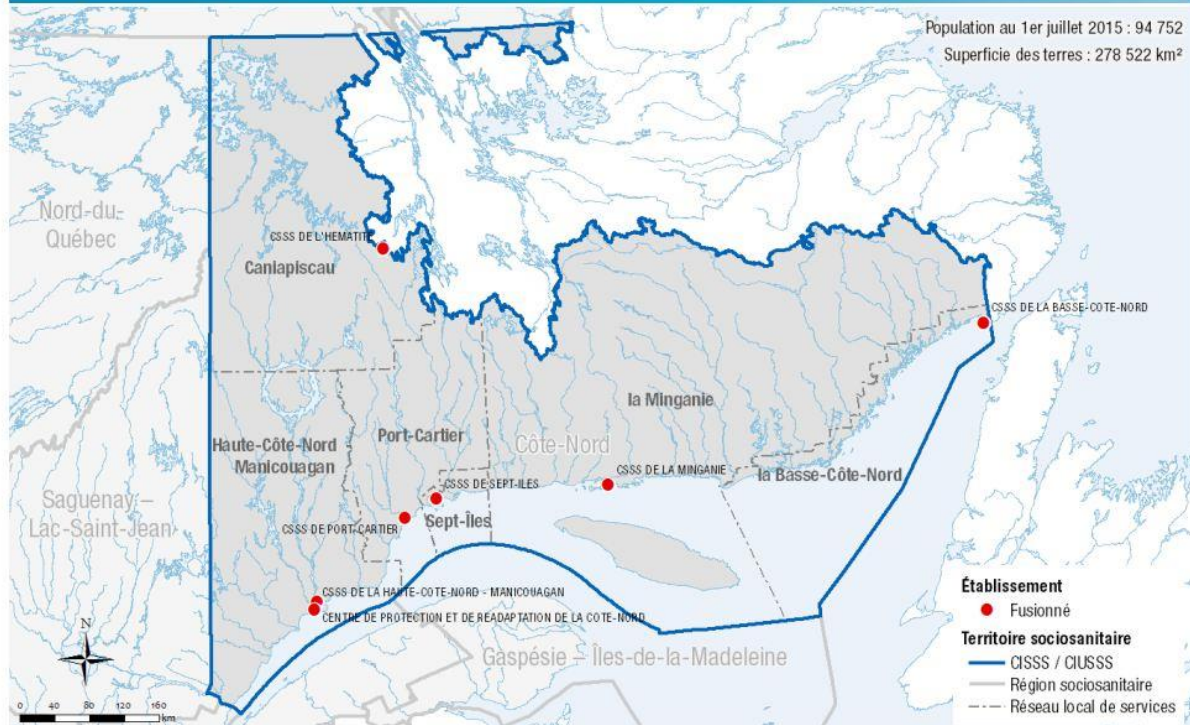 Population au 1er juillet 2015 : 94 752
Superficie des terres : 278 522 km²
Nord-du-
Québec
CSSS DE L'HEMATITE
Caniapiscau
CSSS DE LA BASSE-COTE-NORD
la Minganie
Port-Cartier
Côte-Nord
Haute-Côte-Nord
Manicouagan
CSSS DE LA MINGANIE
la Basse-Côte-Nord
CSSS DE SEPT-ILES
Saguenay –
Lac-Saint-Jean
Sept-Îles
CSSS DE PORT-CARTIER
CSSS DE LA HAUTE-COTE-NORD - MANICOUAGAN
CENTRE DE PROTECTION ET DE READAPTATION DE LA COTE-NORD
Gaspésie – Îles-de-la-Madeleine
Établissement
Fusionné
Territoire sociosanitaire
CISSS / CIUSSS
Région sociosanitaire
Réseau local de services
N
0 40 80 120 160
km